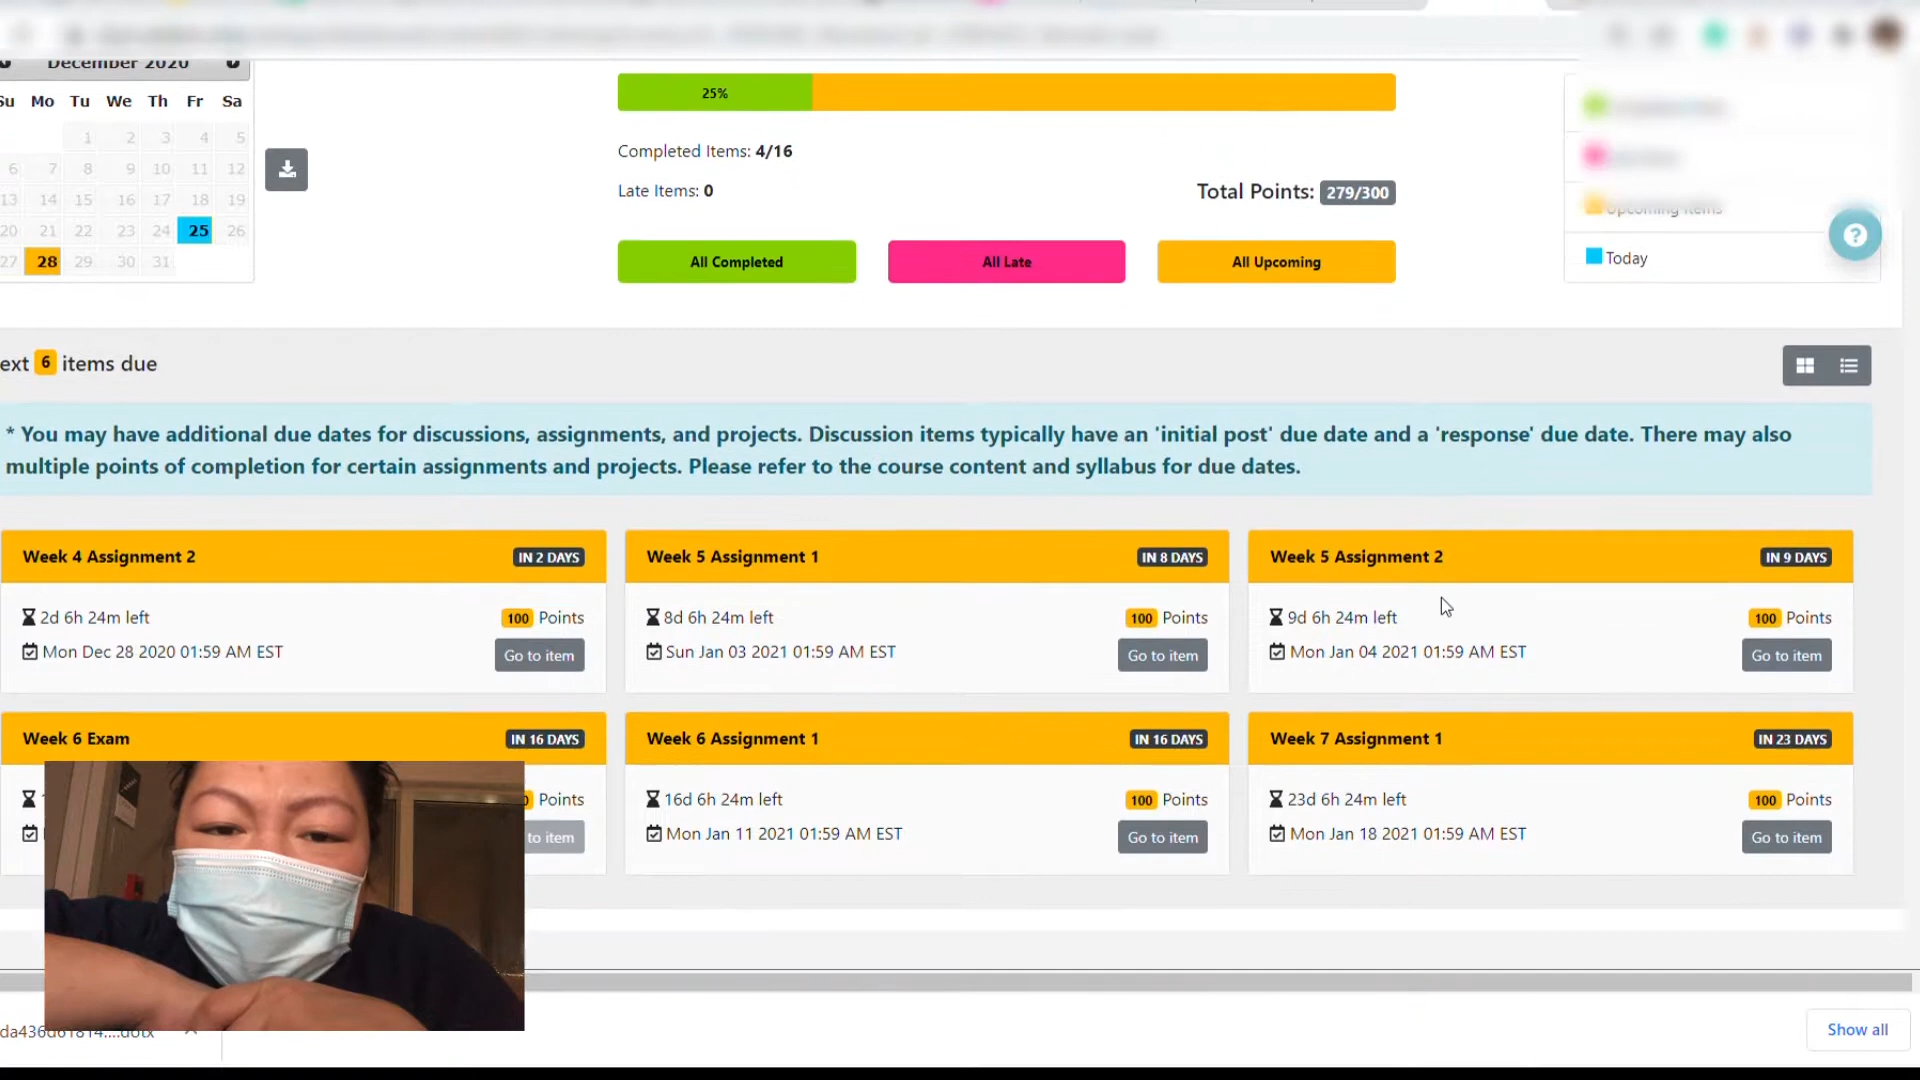 December 2020
Su Mo Tu We Th Fr Sa
1 2 3 4 5
6 7 8 9 10 11 12
13 14 15 16 17 18 19
20 21 22 23 24 25 26
27 28 29 30 31
25%
Completed Items: 4/16
Late Items: 0
Total Points: 279/300
All Completed
All Late
All Upcoming
Upcoming Items
Today
?
ext 6 items due
* You may have additional due dates for discussions, assignments, and projects. Discussion items typically have an 'initial post' due date and a 'response' due date. There may also
multiple points of completion for certain assignments and projects. Please refer to the course content and syllabus for due dates.
Week 4 Assignment 2
IN 2 DAYS
2d 6h 24m left
100 Points
Mon Dec 28 2020 01:59 AM EST
Go to item
Week 5 Assignment 1
IN 8 DAYS
8d 6h 24m left
100 Points
Sun Jan 03 2021 01:59 AM EST
Go to item
Week 5 Assignment 2
IN 9 DAYS
9d 6h 24m left
100 Points
Mon Jan 04 2021 01:59 AM EST
Go to item
Week 6 Exam
IN 16 DAYS
Points
to item
Week 6 Assignment 1
IN 16 DAYS
16d 6h 24m left
100 Points
Mon Jan 11 2021 01:59 AM EST
Go to item
Week 7 Assignment 1
IN 23 DAYS
23d 6h 24m left
100 Points
Mon Jan 18 2021 01:59 AM EST
Go to item
Show all